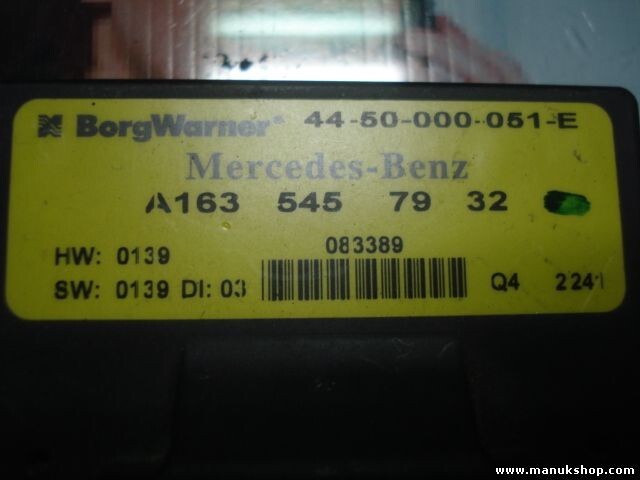 BorgWarner® 44-50-000-051-E
Mercedes-Benz
A163 545 79 32
HW: 0139 083389
SW: 0139 DI: 03 Q4 2241
www.manukshop.com